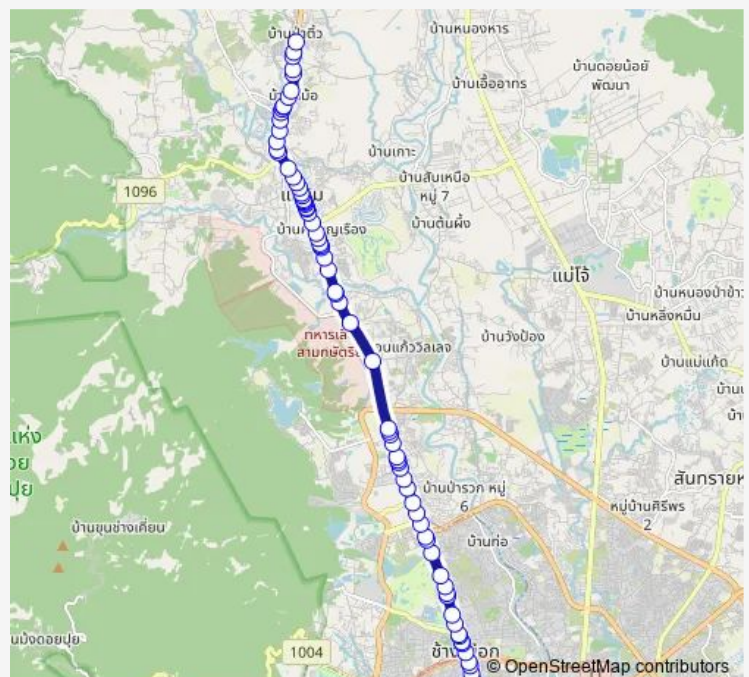 บ้านป่าติ้ว
บ้านหนองหาร
บ้านเอื้ออาทร
บ้านดอยน้อย
พัฒนา
บ้านเกาะ
1096
บ้านสันเหนือ
หมู่ 7
บ้านต้นผึ้ง
แม่โจ้
บ้านหลิ่งหมื่น
บ้านวังป้อง
บ้านแม่แก้ด
สันทราย
บ้านป่ารวก หมู่
6
หมู่บ้านศิริพร
2
บ้านขุนช่างเคี่ยน
บ้านท่อ
1004
© OpenStreetMap contributors